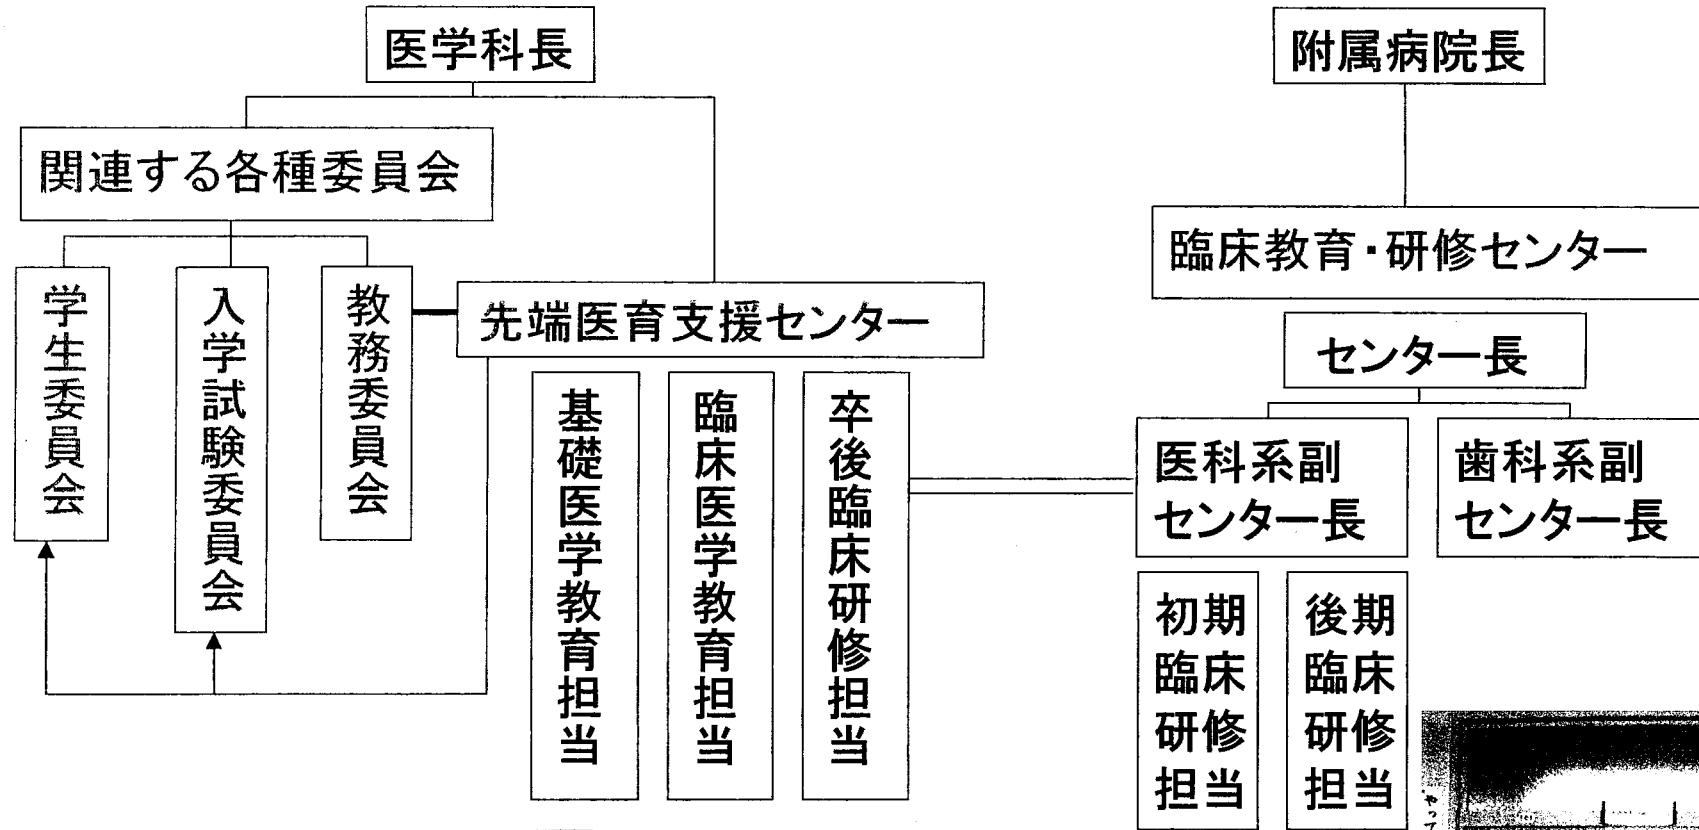 医学科長
関連する各種委員会
学生委員会
入学試験委員会
教務委員会
先端医育支援センター
基礎医学教育担当
臨床医学教育担当
卒後臨床研修担当
附属病院長
臨床教育・研修センター
センター長
医科系副
センター長
歯科系副
センター長
初期
臨床
研修
担当
後期
臨床
研修
担当